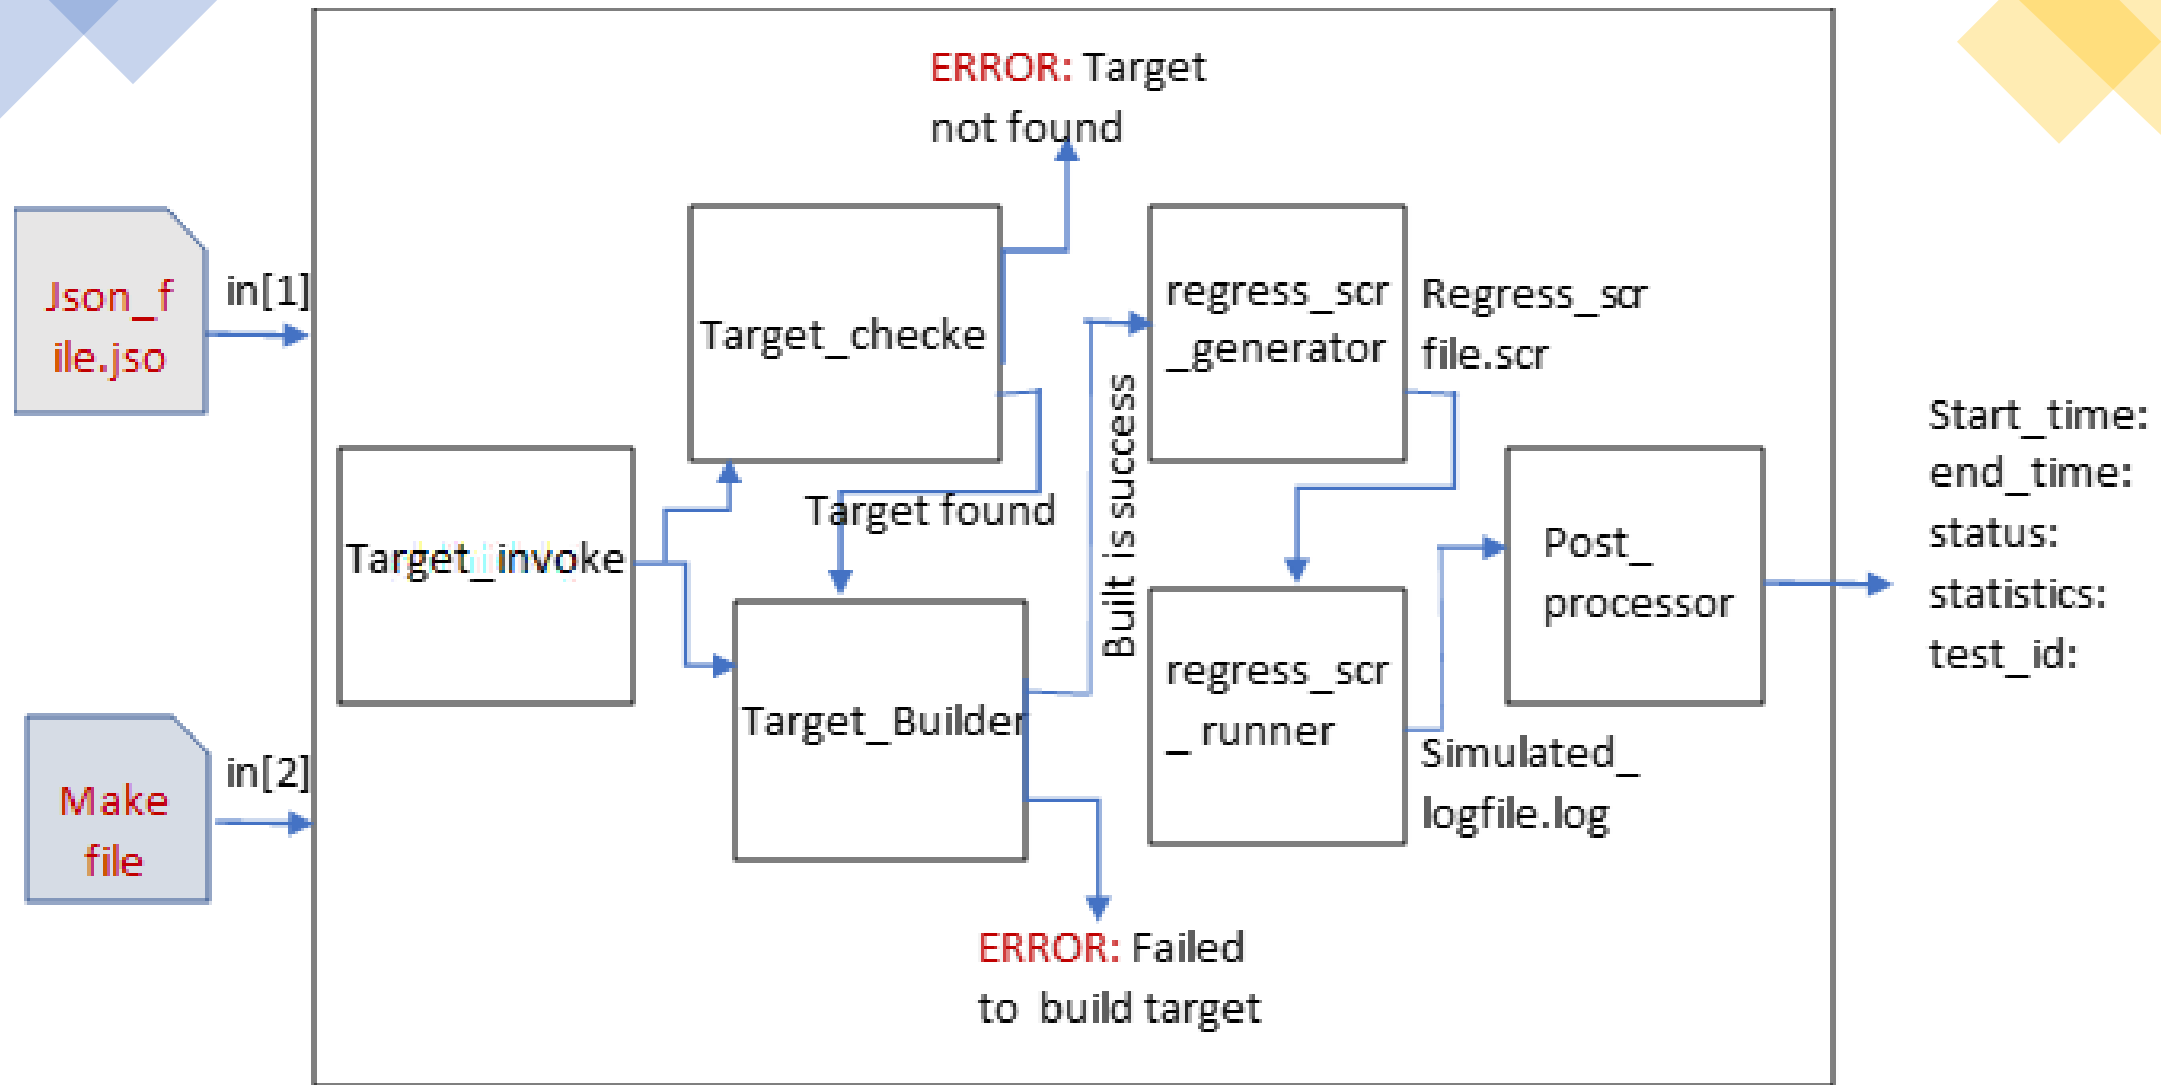 ERROR: Target
not found
Json_f
ile.jso
in[1]
Target_checke
regress_scr
_generator
Regress_scr
file.scr
Target_invoke
Target found
Built is success
Target_Builder
regress_scr
_ runner
Simulated_
logfile.log
Post_
processor
Start_time:
end_time:
status:
statistics:
test_id:
Make
file
in[2]
ERROR: Failed
to build target